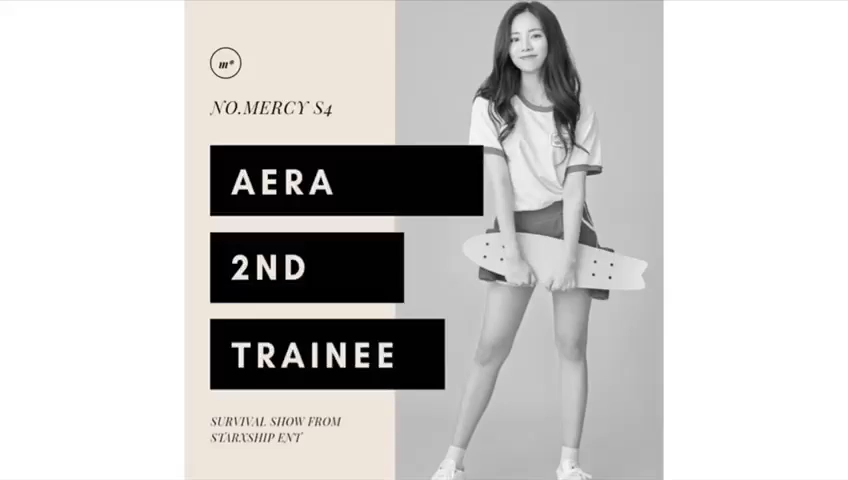 m*
NO.MERCY S4
AERA
2ND
TRAINEE
SURVIVAL SHOW FROM
STARXSHIP ENT